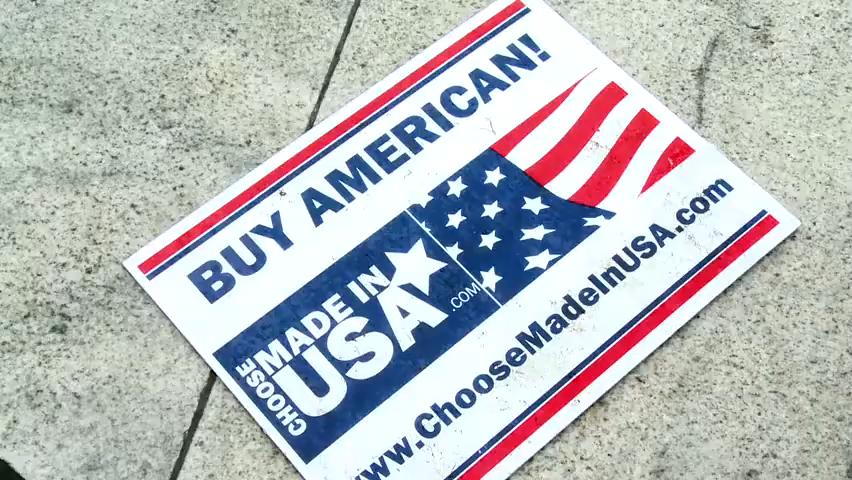 BUY AMERICAN!
CHOOSE
MADE IN
USA
.COM
www.ChooseMadeInUSA.com